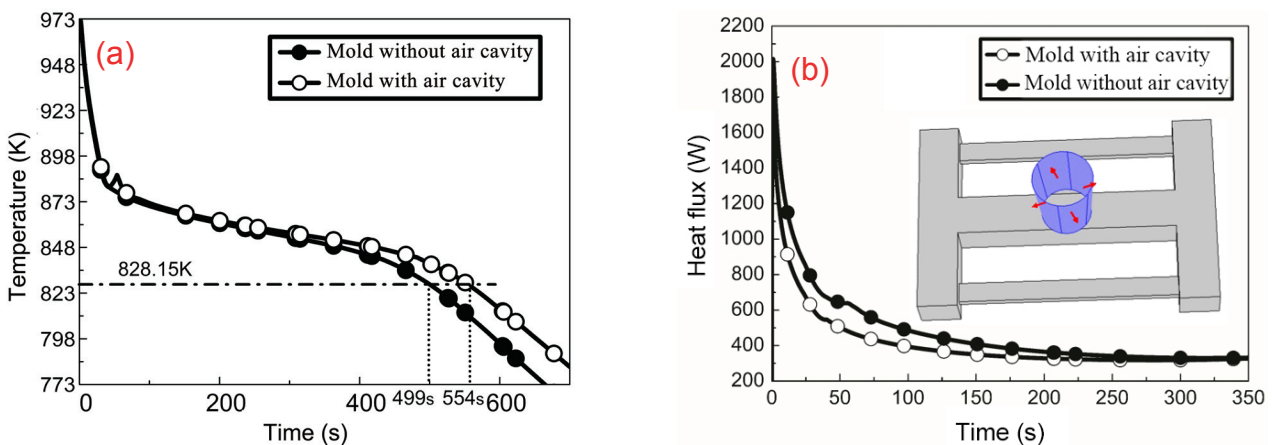 (a)
Mold without air cavity
Mold with air cavity
Temperature (K)
973
948
923
898
873
848
823
798
773
828.15K
499s
554s
0
200
400
600
Time (s)
(b)
Mold with air cavity
Mold without air cavity
Heat flux (W)
2200
2000
1800
1600
1400
1200
1000
800
600
400
200
0
50
100
150
200
250
300
350
Time (s)